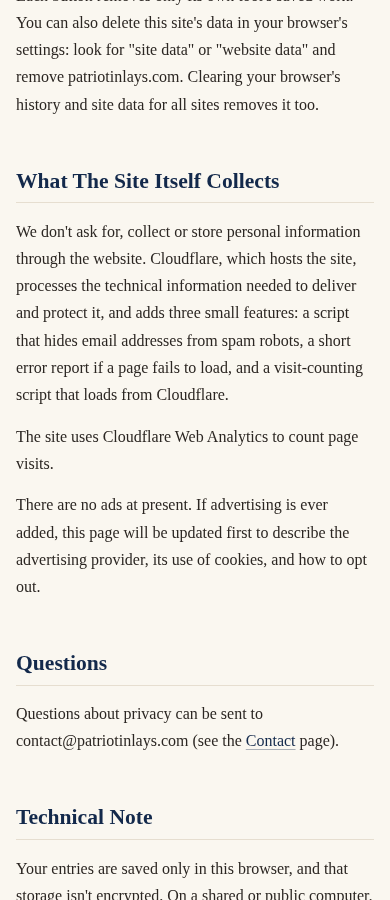 You can also delete this site's data in your browser's
settings: look for "site data" or "website data" and
remove patriotinlays.com. Clearing your browser's
history and site data for all sites removes it too.
What The Site Itself Collects
We don't ask for, collect or store personal information
through the website. Cloudflare, which hosts the site,
processes the technical information needed to deliver
and protect it, and adds three small features: a script
that hides email addresses from spam robots, a short
error report if a page fails to load, and a visit-counting
script that loads from Cloudflare.
The site uses Cloudflare Web Analytics to count page
visits.
There are no ads at present. If advertising is ever
added, this page will be updated first to describe the
advertising provider, its use of cookies, and how to opt
out.
Questions
Questions about privacy can be sent to
contact@patriotinlays.com (see the Contact page).
Technical Note
Your entries are saved only in this browser, and that
storage isn't encrypted. On a shared or public computer,